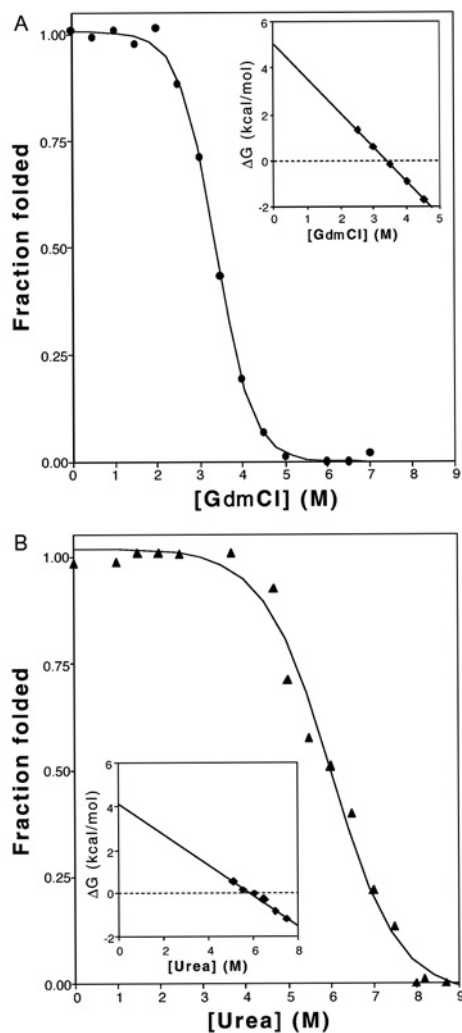 A
1.00
0.75
0.50
0.25
0.00
Fraction folded
0 1 2 3 4 5 6 7 8 9
[GdmCl] (M)
6
4
2
0
-2
ΔG (kcal/mol)
0 1 2 3 4 5
[GdmCl] (M)
B
1.00
0.75
0.50
0.25
0.00
Fraction folded
0 1 2 3 4 5 6 7 8 9
[Urea] (M)
6
4
2
0
-2
ΔG (kcal/mol)
0 2 4 6 8
[Urea] (M)